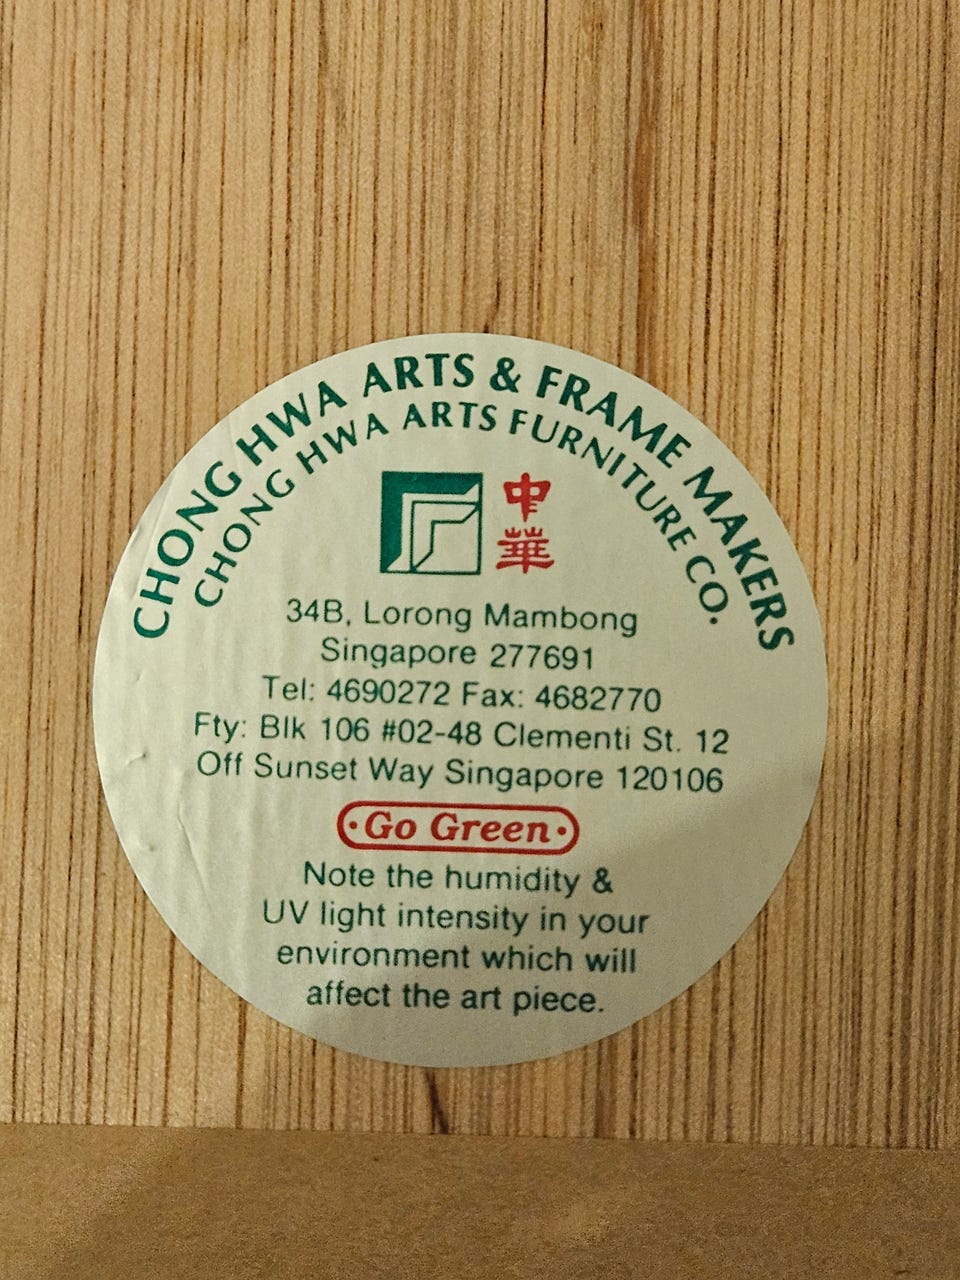 CHONG HWA ARTS & FRAME MAKERS
CHONG HWA ARTS FURNITURE CO.
中
華
34B, Lorong Mambong
Singapore 277691
Tel: 4690272 Fax: 4682770
Fty: Blk 106 #02-48 Clementi St. 12
Off Sunset Way Singapore 120106
·Go Green·
Note the humidity &
UV light intensity in your
environment which will
affect the art piece.